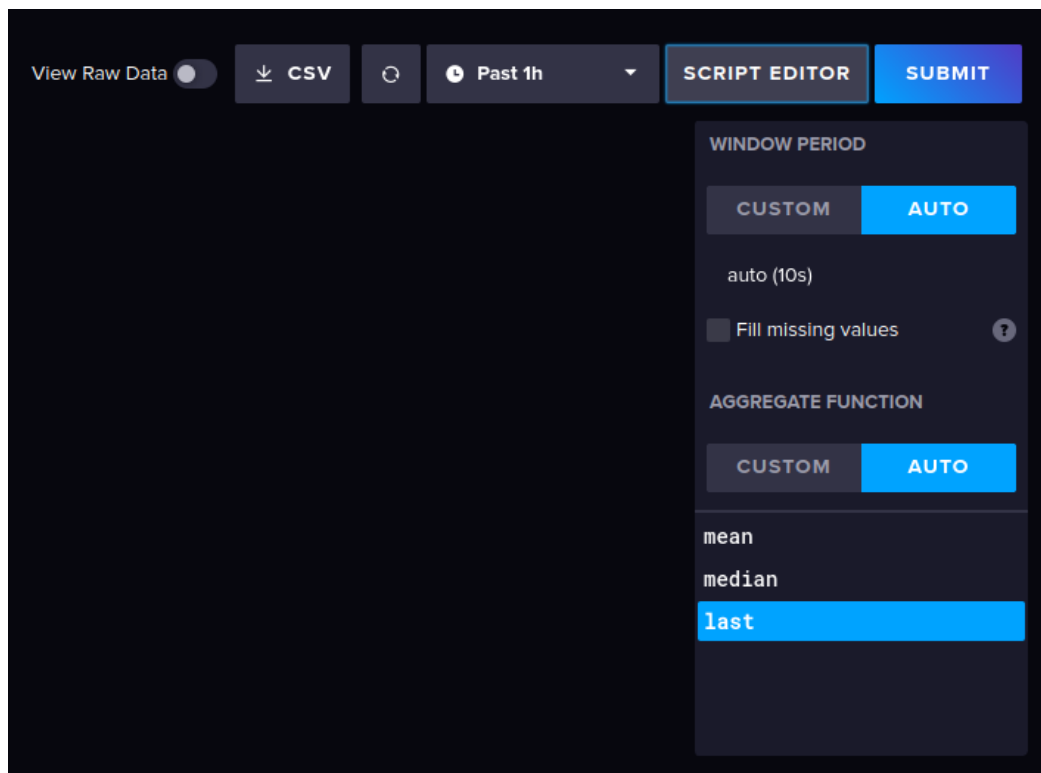 View Raw Data CSV Past 1h SCRIPT EDITOR SUBMIT
WINDOW PERIOD
CUSTOM AUTO
auto (10s)
Fill missing values ?
AGGREGATE FUNCTION
CUSTOM AUTO
mean
median
last